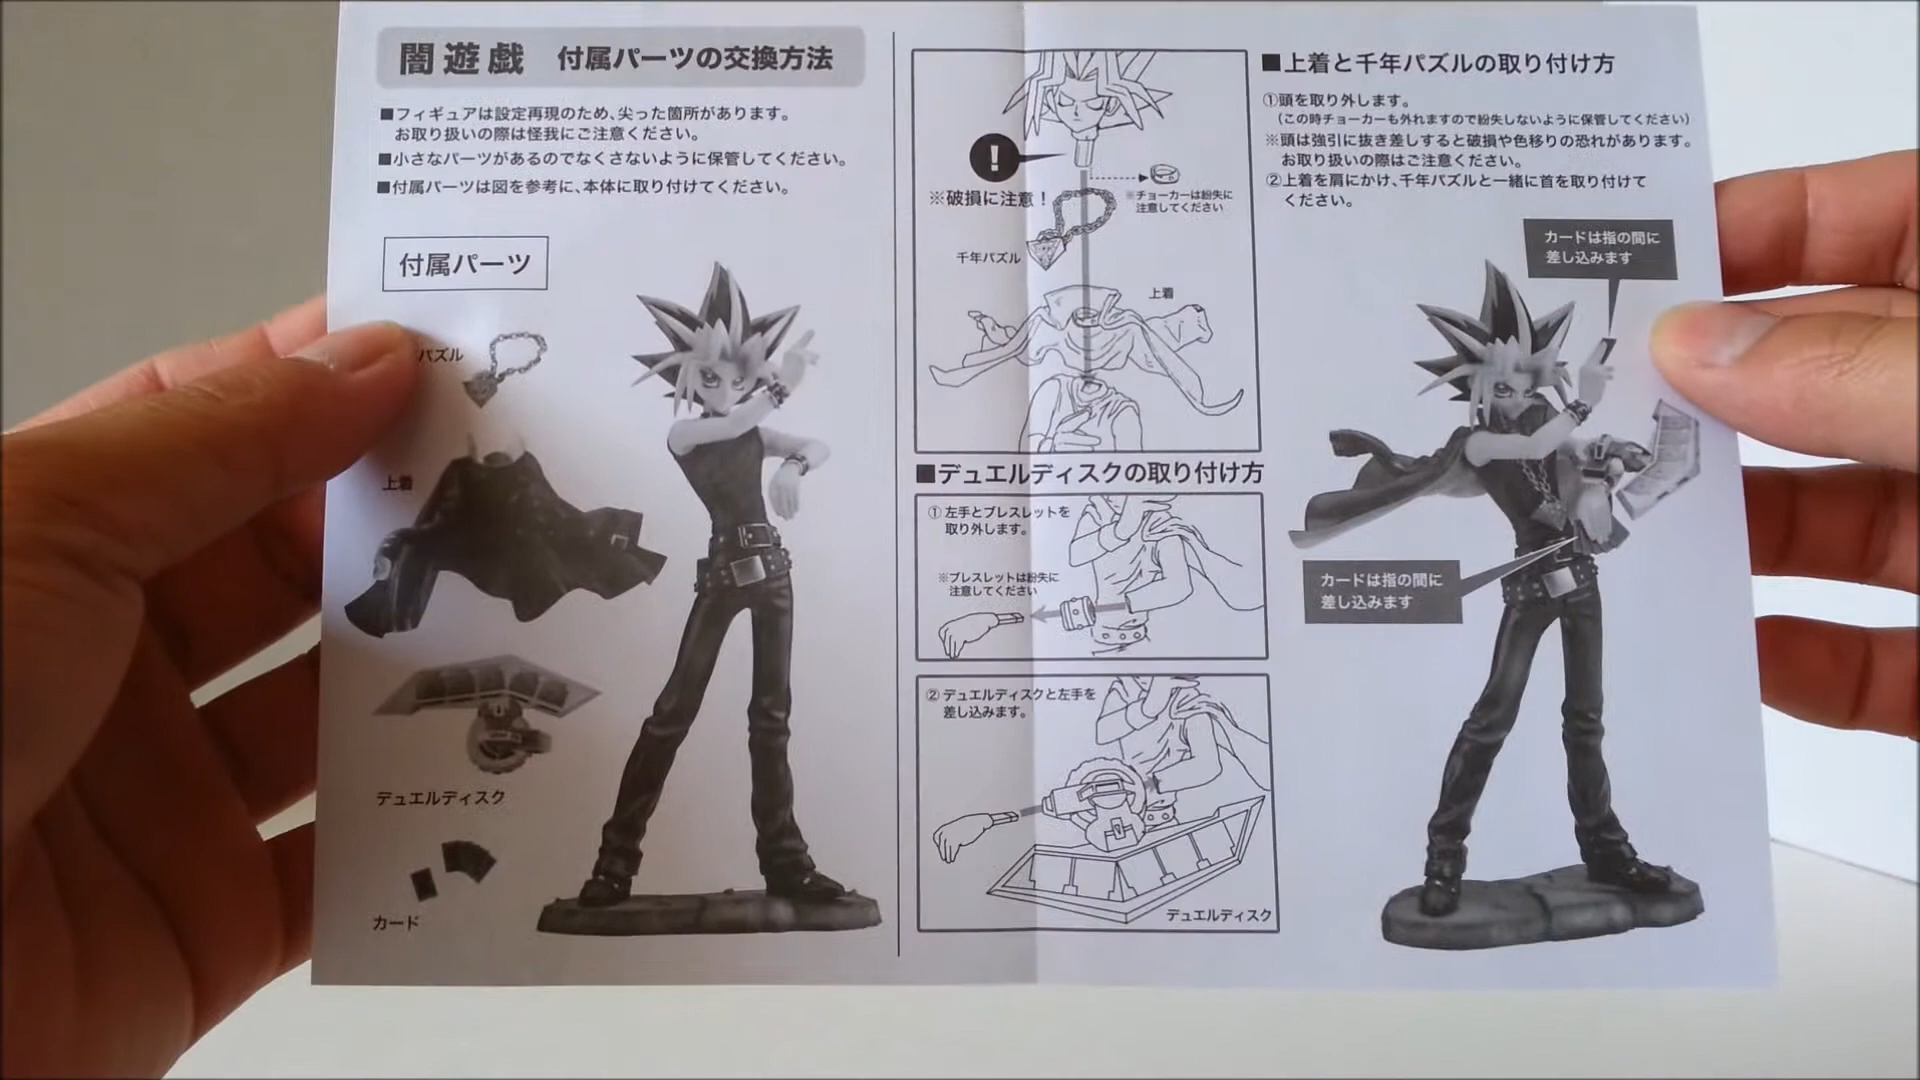 闇遊戯 付属パーツの交換方法
■フィギュアは設定再現のため、尖った箇所があります。
お取り扱いの際は怪我にご注意ください。
■小さなパーツがあるのでなくさないように保管してください。
■付属パーツは図を参考に、本体に取り付けてください。
付属パーツ
パズル
上着
デュエルディスク
カード
!
※破損に注意！
※チョーカーは紛失に
注意してください
千年パズル
上着
■デュエルディスクの取り付け方
① 左手とブレスレットを
取り外します。
※ブレスレットは紛失に
注意してください
② デュエルディスクと左手を
差し込みます。
デュエルディスク
■上着と千年パズルの取り付け方
①頭を取り外します。
（この時チョーカーも外れますので紛失しないように保管してください）
※頭は強引に抜き差しすると破損や色移りの恐れがあります。
お取り扱いの際はご注意ください。
②上着を肩にかけ、千年パズルと一緒に首を取り付けて
ください。
カードは指の間に
差し込みます
カードは指の間に
差し込みます